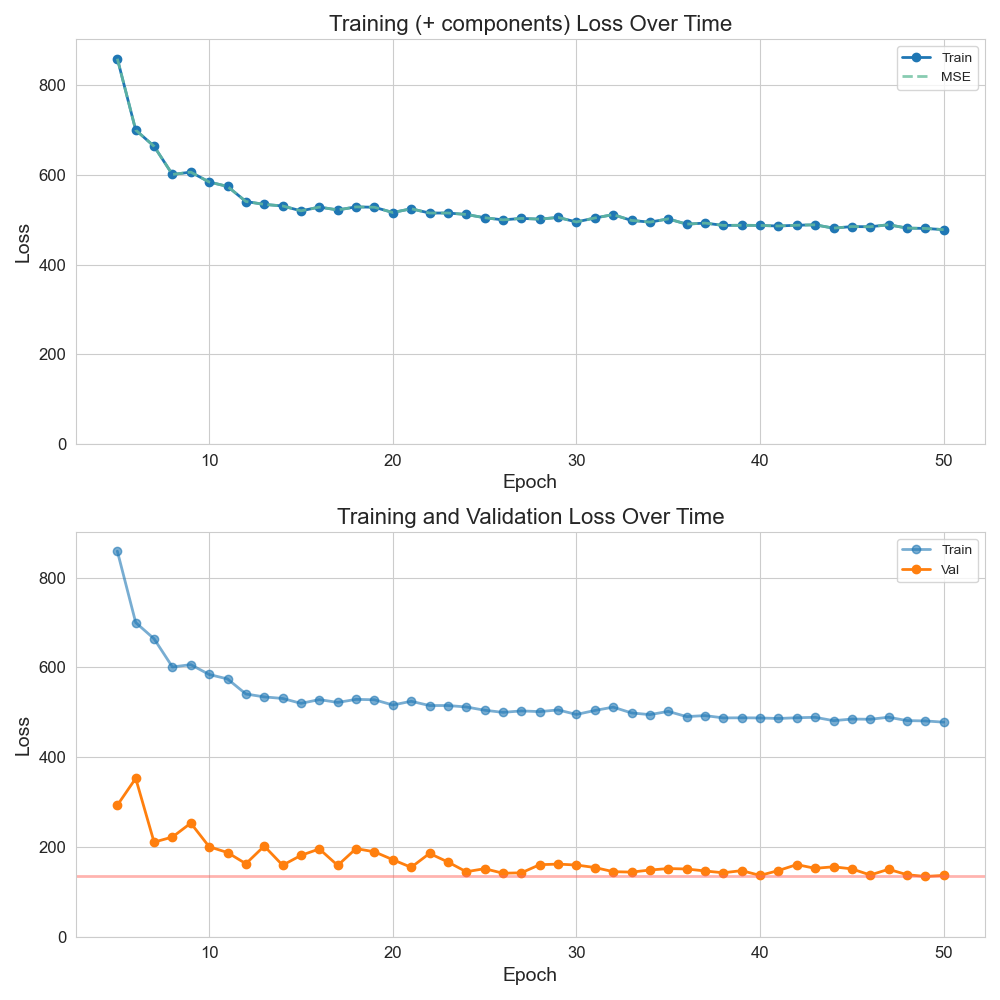 Training (+ components) Loss Over Time
Train
MSE
800
600
400
200
0
Loss
10 20 30 40 50
Epoch
Training and Validation Loss Over Time
Train
Val
800
600
400
200
0
Loss
10 20 30 40 50
Epoch